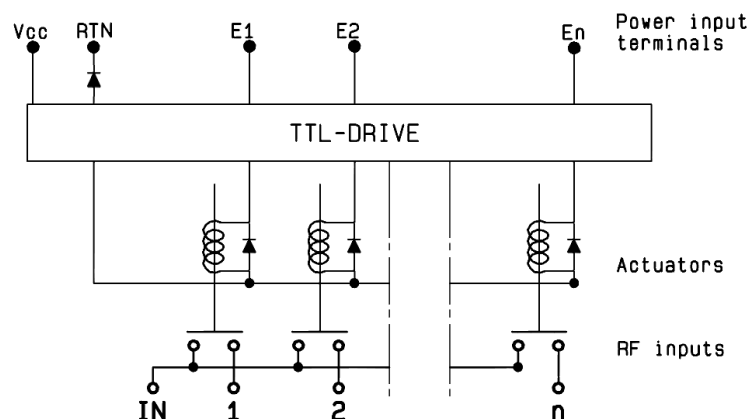 Vcc RTN E1 E2 En Power input
terminals
TTL-DRIVE
Actuators
RF inputs
IN 1 2 n